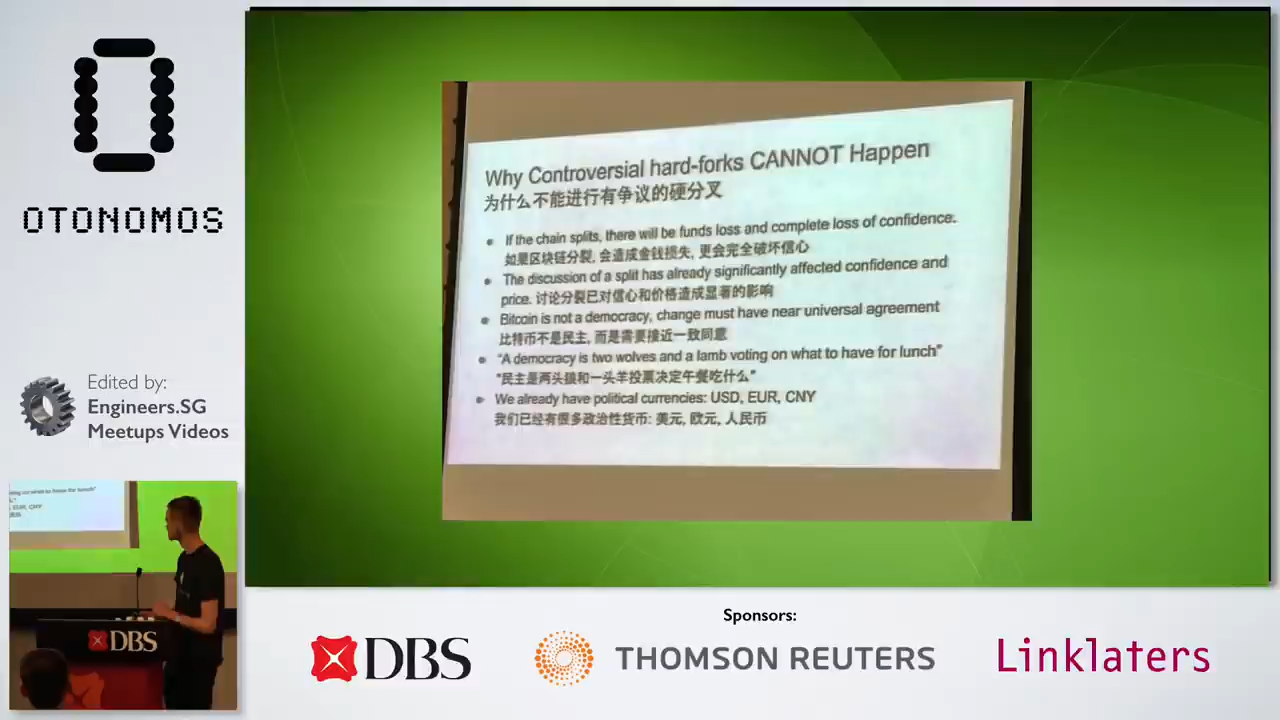 OTONOMOS
Edited by:
Engineers.SG
Meetups Videos
Why Controversial hard-forks CANNOT Happen
为什么不能进行有争议的硬分叉
If the chain splits, there will be funds loss and complete loss of confidence.
如果区块链分裂, 会造成金钱损失, 更会完全破坏信心
The discussion of a split has already significantly affected confidence and
price. 讨论分裂已对信心和价格造成显著的影响
Bitcoin is not a democracy, change must have near universal agreement
比特币不是民主, 而是需要接近一致同意
"A democracy is two wolves and a lamb voting on what to have for lunch"
"民主是两头狼和一头羊投票决定午餐吃什么"
We already have political currencies: USD, EUR, CNY
我们已经有很多政治性货币: 美元, 欧元, 人民币
EUR, CNY
DBS
Sponsors:
DBS
THOMSON REUTERS
Linklaters